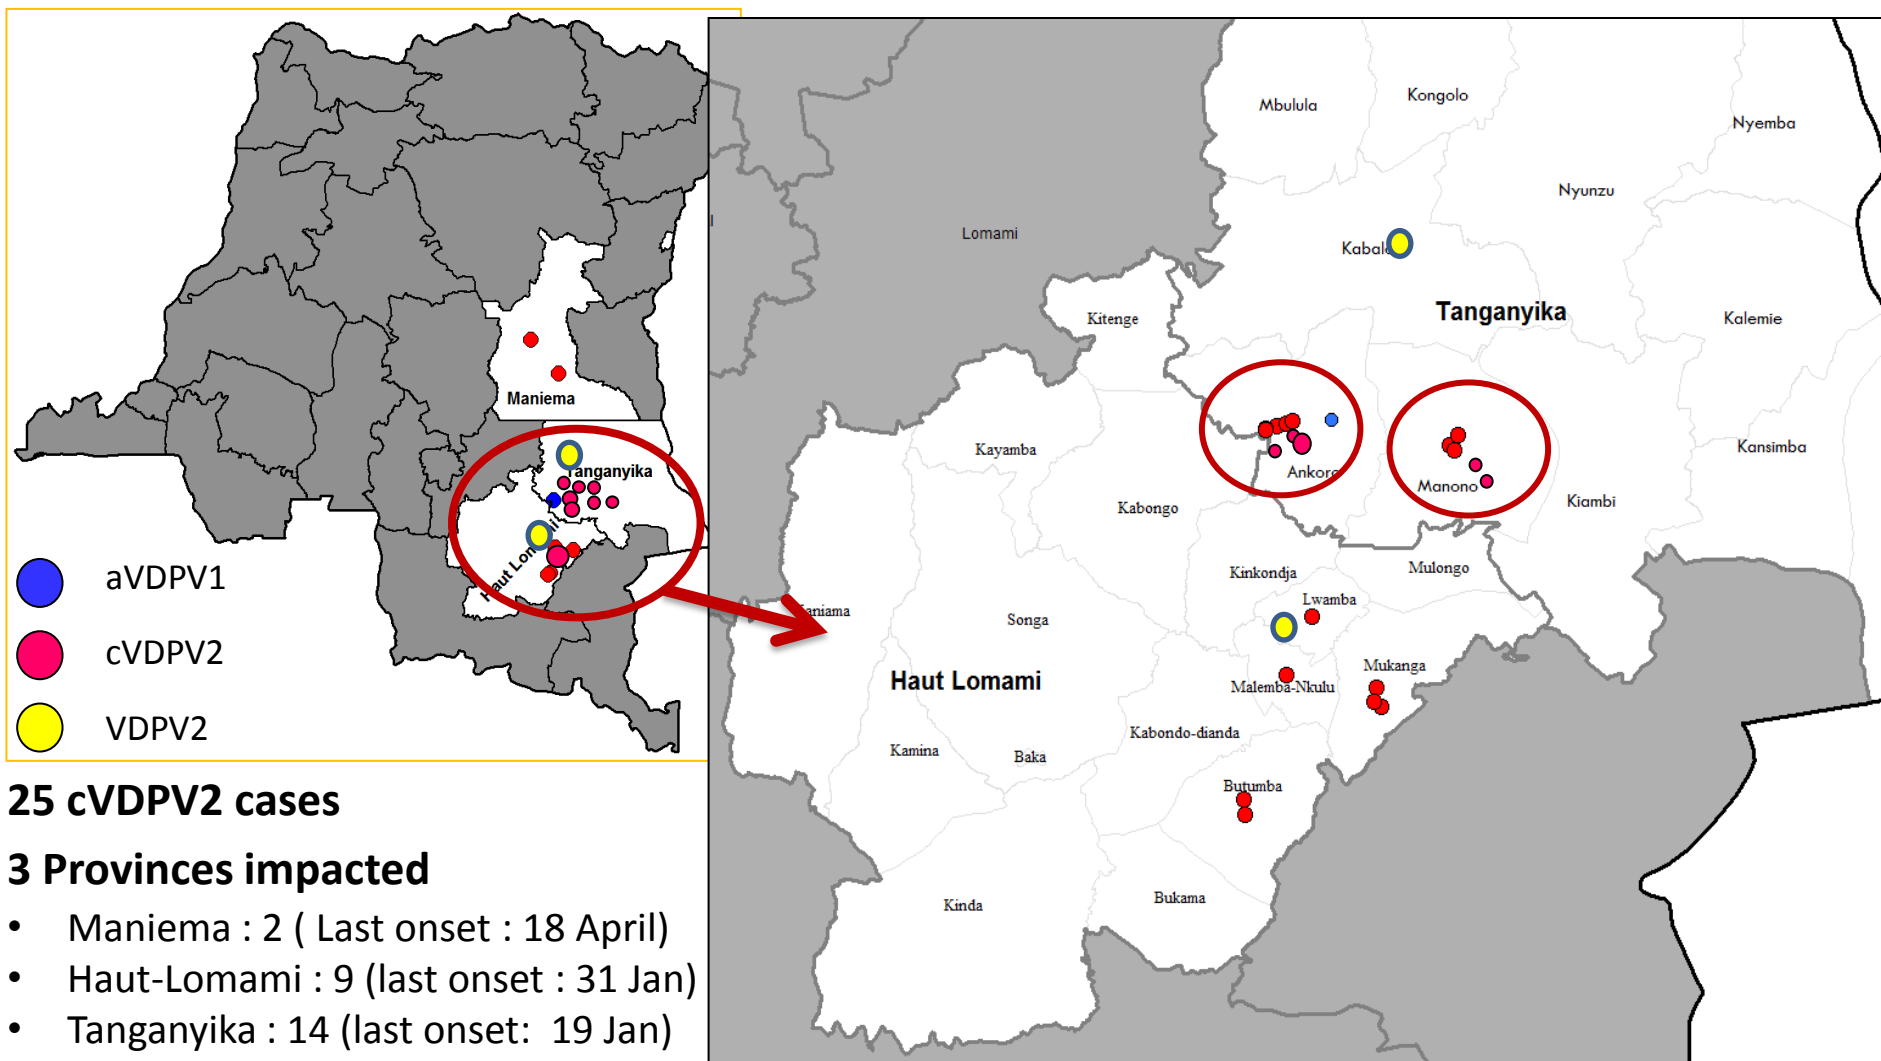 Maniema
Tanganyika
Haut Lomami
aVDPV1
cVDPV2
VDPV2
25 cVDPV2 cases
3 Provinces impacted
• Maniema : 2 ( Last onset : 18 April)
• Haut-Lomami : 9 (last onset : 31 Jan)
• Tanganyika : 14 (last onset: 19 Jan)
Mbulula
Kongolo
Nyemba
Nyunzu
Lomami
Tanganyika
Kitenge
Kalemie
Kayamba
Kansimba
Manono
Kabongo
Kiambi
Kinkondja
Mulongo
Lwamba
Songa
Mukanga
Haut Lomami
Malemba-Nkulu
Kabondo-dianda
Kamina
Baka
Butumba
Kinda
Bukama